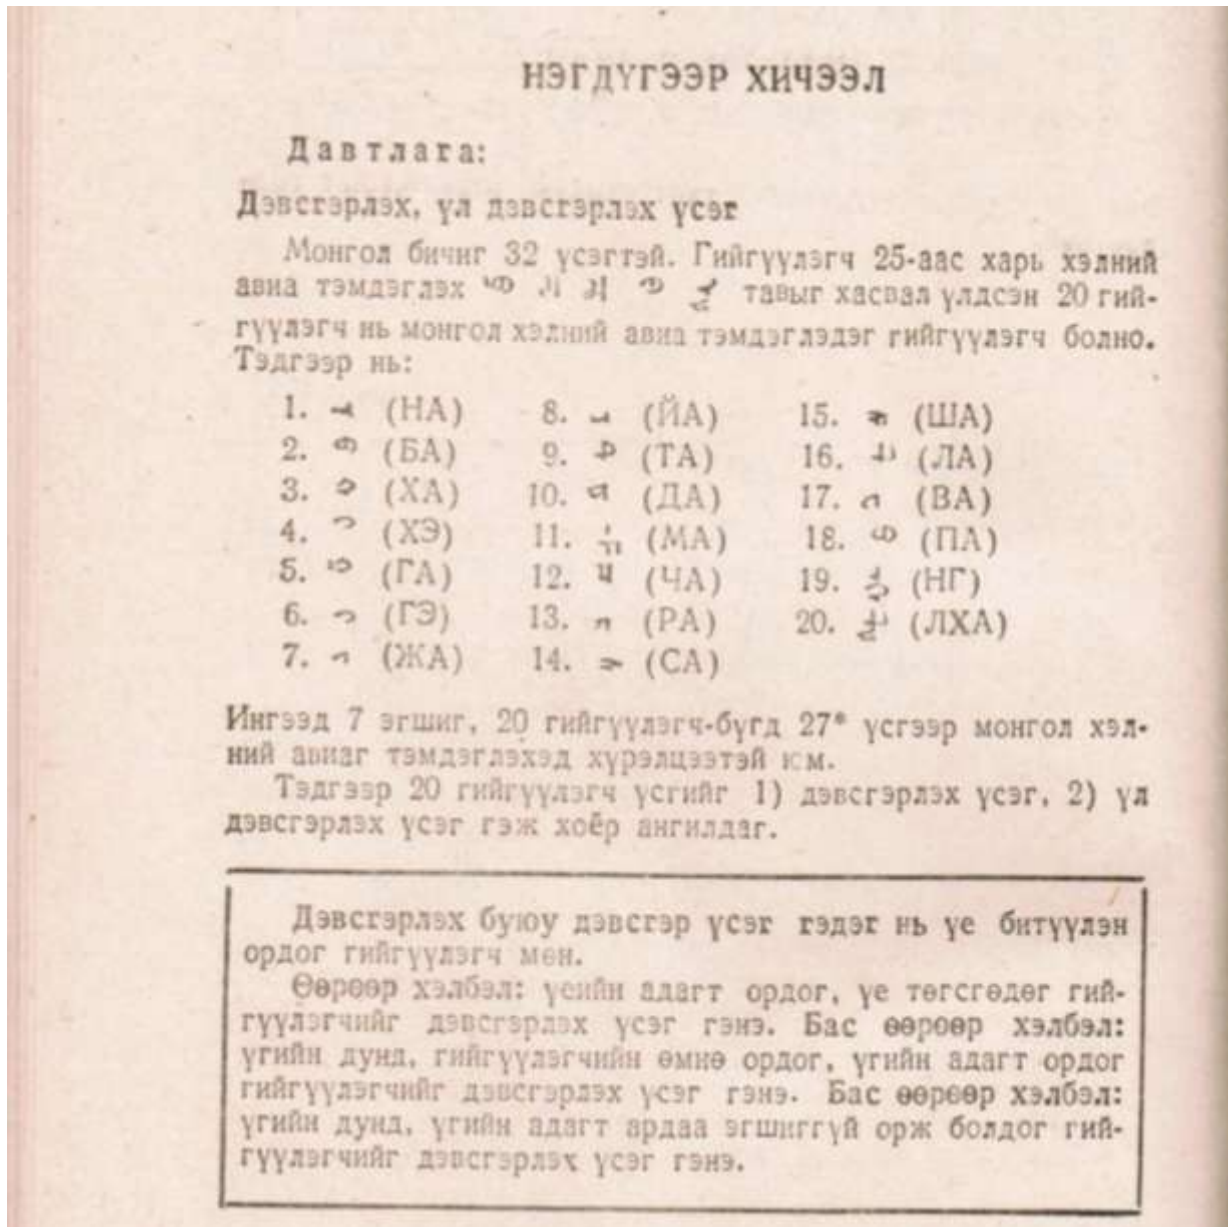 НЭГДҮГЭЭР ХИЧЭЭЛ
Давтлага:
Дэвсгэрлэх, үл дэвсгэрлэх үсэг
Монгол бичиг 32 үсэгтэй. Гийгүүлэгч 25-аас харь хэлний
авиа тэмдэглэх тавыг хасвал үлдсэн 20 гий-
гүүлэгч нь монгол хэлний авиа тэмдэглэдэг гийгүүлэгч болно.
Тэдгээр нь:
1. (НА) 8. (ЙА) 15. (ША)
2. (БА) 9. (ТА) 16. (ЛА)
3. (ХА) 10. (ДА) 17. (ВА)
4. (ХЭ) 11. (МА) 18. (ПА)
5. (ГА) 12. (ЧА) 19. (НГ)
6. (ГЭ) 13. (РА) 20. (ЛХА)
7. (ЖА) 14. (СА)
Ингээд 7 эгшиг, 20 гийгүүлэгч-бүгд 27* үсгээр монгол хэл-
ний авиаг тэмдэглэхэд хүрэлцээтэй юм.
Тэдгээр 20 гийгүүлэгч үсгийг 1) дэвсгэрлэх үсэг, 2) үл
дэвсгэрлэх үсэг гэж хоёр ангилдаг.
Дэвсгэрлэх буюу дэвсгэр үсэг гэдэг нь үе битүүлэн
ордог гийгүүлэгч мөн.
Өөрөөр хэлбэл: үеийн адагт ордог, үе төгсгөдөг гий-
гүүлэгчийг дэвсгэрлэх үсэг гэнэ. Бас өөрөөр хэлбэл:
үгийн дунд, гийгүүлэгчийн өмнө ордог, үгийн адагт ордог
гийгүүлэгчийг дэвсгэрлэх үсэг гэнэ. Бас өөрөөр хэлбэл:
үгийн дунд, үгийн адагт ардаа эгшиггүй орж болдог гий-
гүүлэгчийг дэвсгэрлэх үсэг гэнэ.